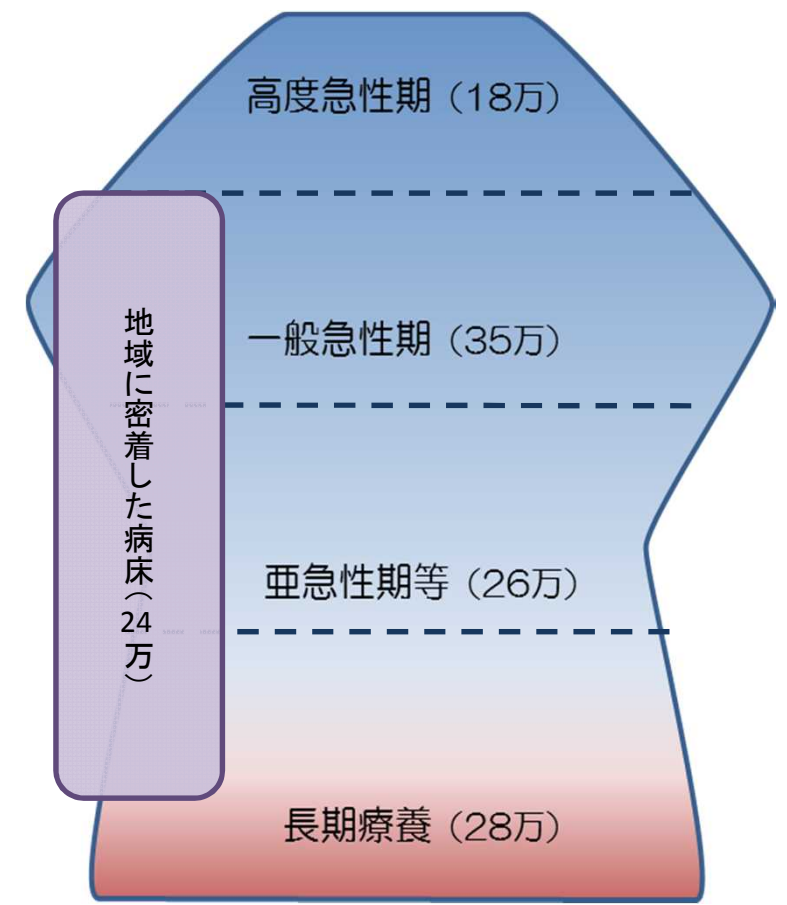 高度急性期（18万）
地域に密着した病床（24万）
一般急性期（35万）
亜急性期等（26万）
長期療養（28万）